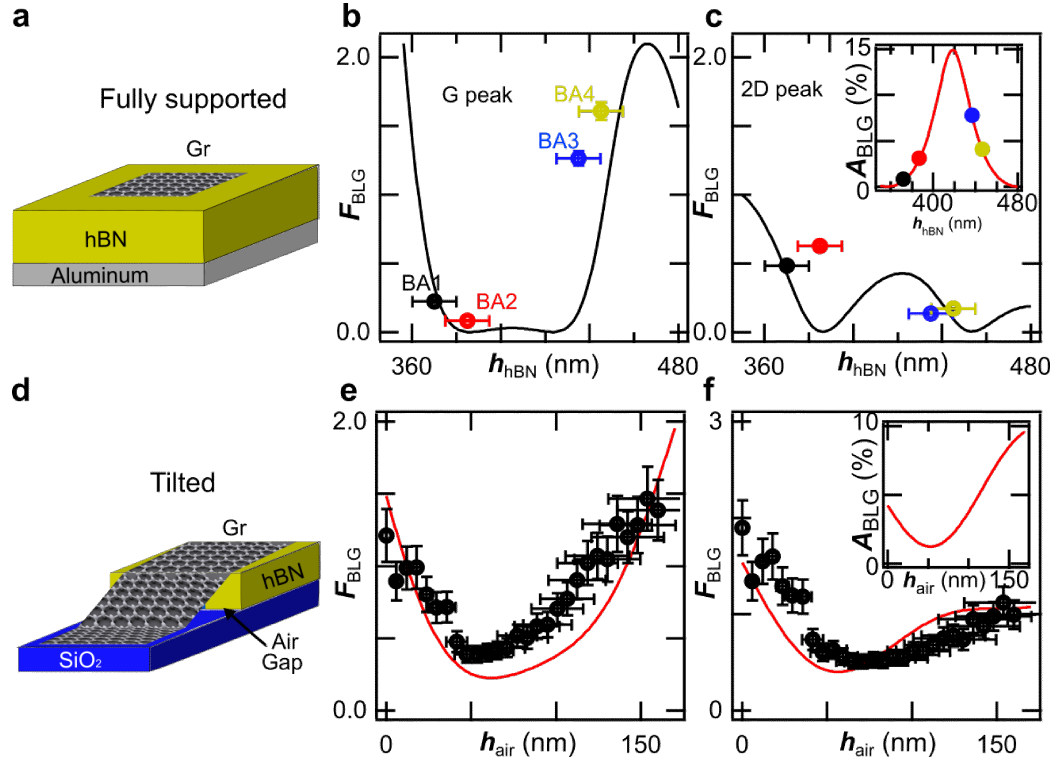 a
Fully supported
Gr
hBN
Aluminum
b
2.0
0.0
F_BLG
G peak
BA4
BA3
BA1
BA2
360
h_hBN (nm)
480
c
2.0
0.0
F_BLG
2D peak
15
0
A_BLG (%)
400
480
h_hBN (nm)
360
h_hBN (nm)
480
d
Tilted
Gr
hBN
Air
Gap
SiO₂
e
2.0
0.0
F_BLG
0
h_air (nm)
150
f
3
0
F_BLG
10
0
A_BLG (%)
0
h_air (nm)
150
0
h_air (nm)
150